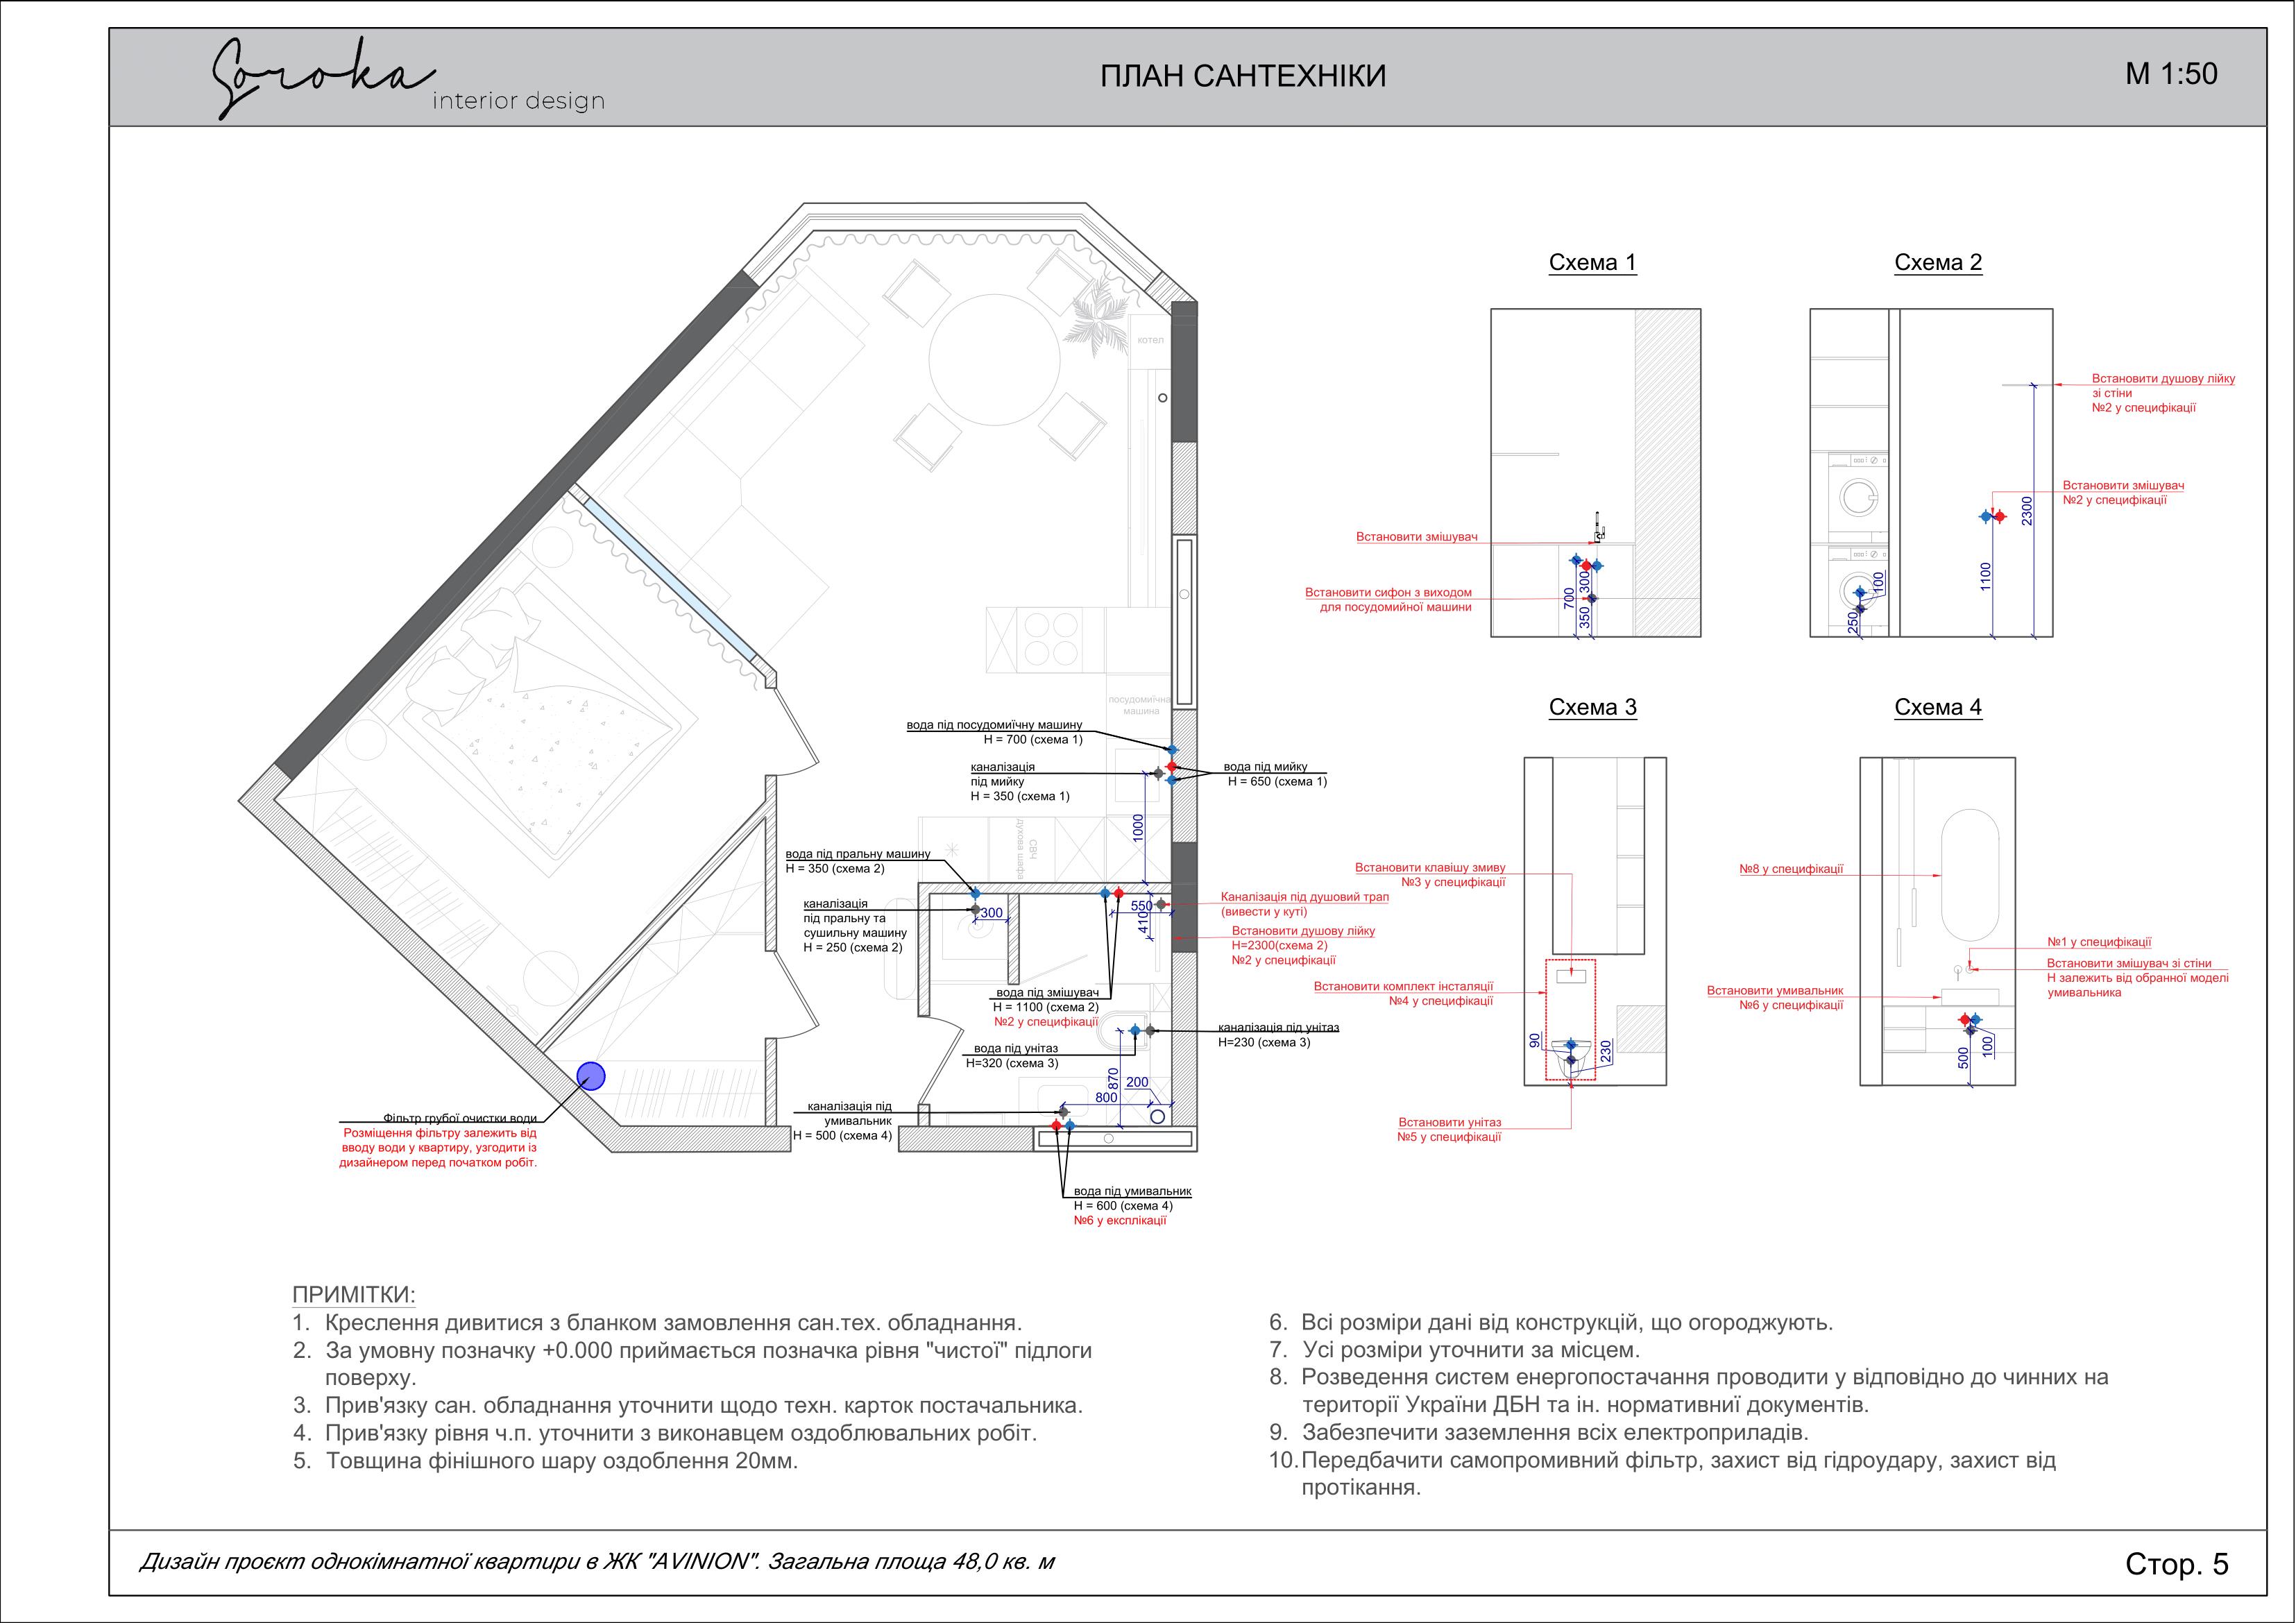 Soroka
interior design
ПЛАН САНТЕХНІКИ
М 1:50
котел
посудомиїчна
машина
вода під посудомиїчну машину
Н = 700 (схема 1)
каналізація
під мийку
Н = 350 (схема 1)
вода під мийку
Н = 650 (схема 1)
1000
духова шафа
СВЧ
вода під пральну машину
Н = 350 (схема 2)
каналізація
під пральну та
сушильну машину
Н = 250 (схема 2)
300
550
410
Каналізація під душовий трап
(вивести у куті)
Встановити душову лійку
Н=2300(схема 2)
№2 у специфікації
вода під змішувач
Н = 1100 (схема 2)
№2 у специфікації
каналізація під унітаз
Н=230 (схема 3)
вода під унітаз
Н=320 (схема 3)
870
200
800
каналізація під
умивальник
Н = 500 (схема 4)
Фільтр грубої очистки води
Розміщення фільтру залежить від
вводу води у квартиру, узгодити із
дизайнером перед початком робіт.
вода під умивальник
Н = 600 (схема 4)
№6 у експлікації
Схема 1
Встановити змішувач
Встановити сифон з виходом
для посудомийної машини
700
300
350
Схема 2
Встановити душову лійку
зі стіни
№2 у специфікації
Встановити змішувач
№2 у специфікації
2300
1100
100
250
Схема 3
Встановити клавішу змиву
№3 у специфікації
Встановити комплект інсталяції
№4 у специфікації
90
230
Встановити унітаз
№5 у специфікації
Схема 4
№8 у специфікації
№1 у специфікації
Встановити змішувач зі стіни
Н залежить від обранної моделі
умивальника
Встановити умивальник
№6 у специфікації
500
100
ПРИМІТКИ:
1. Креслення дивитися з бланком замовлення сан.тех. обладнання.
2. За умовну позначку +0.000 приймається позначка рівня "чистої" підлоги
поверху.
3. Прив'язку сан. обладнання уточнити щодо техн. карток постачальника.
4. Прив'язку рівня ч.п. уточнити з виконавцем оздоблювальних робіт.
5. Товщина фінішного шару оздоблення 20мм.
6. Всі розміри дані від конструкцій, що огороджують.
7. Усі розміри уточнити за місцем.
8. Розведення систем енергопостачання проводити у відповідно до чинних на
території України ДБН та ін. нормативниї документів.
9. Забезпечити заземлення всіх електроприладів.
10. Передбачити самопромивний фільтр, захист від гідроудару, захист від
протікання.
Дизайн проєкт однокімнатної квартири в ЖК "AVINION". Загальна площа 48,0 кв. м
Стор. 5